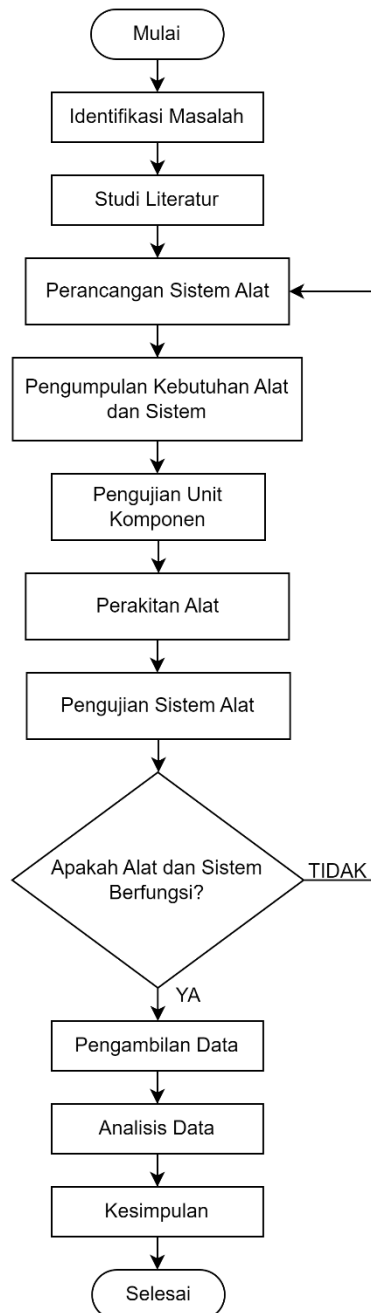 Mulai
Identifikasi Masalah
Studi Literatur
Perancangan Sistem Alat
Pengumpulan Kebutuhan Alat
dan Sistem
Pengujian Unit
Komponen
Perakitan Alat
Pengujian Sistem Alat
Apakah Alat dan Sistem
Berfungsi?
TIDAK
YA
Pengambilan Data
Analisis Data
Kesimpulan
Selesai